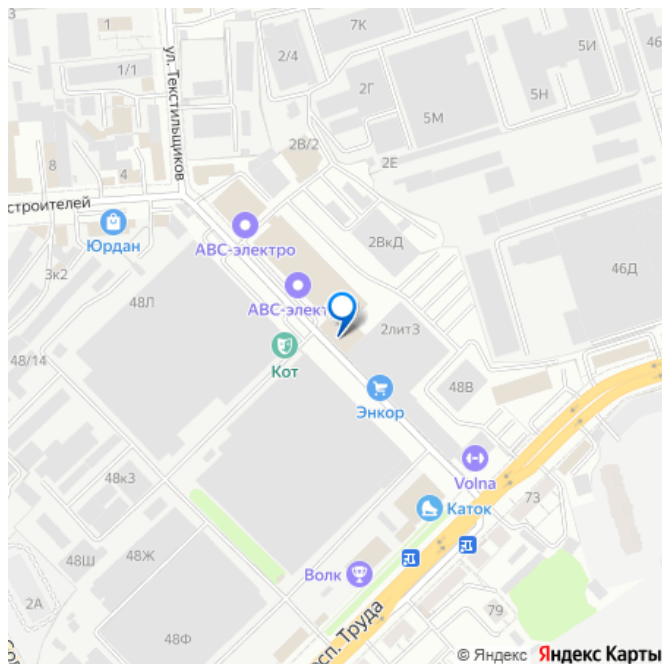 3
1
7К
46
5И
2/4
1/1
2Г
5Н
ул. Текстильщиков
5М
2В/2
8
4
2Е
строителей
Юрдан
АВС-электро
2ВкД
3к2
46Д
48Л
АВС-элект
2лит3
48/14
Кот
48В
Энкор
48к3
Volna
73
Каток
48Ш
48Ж
Волк
2А
79
48Ф
осп. Труда
© Яндекс Яндекс Карты